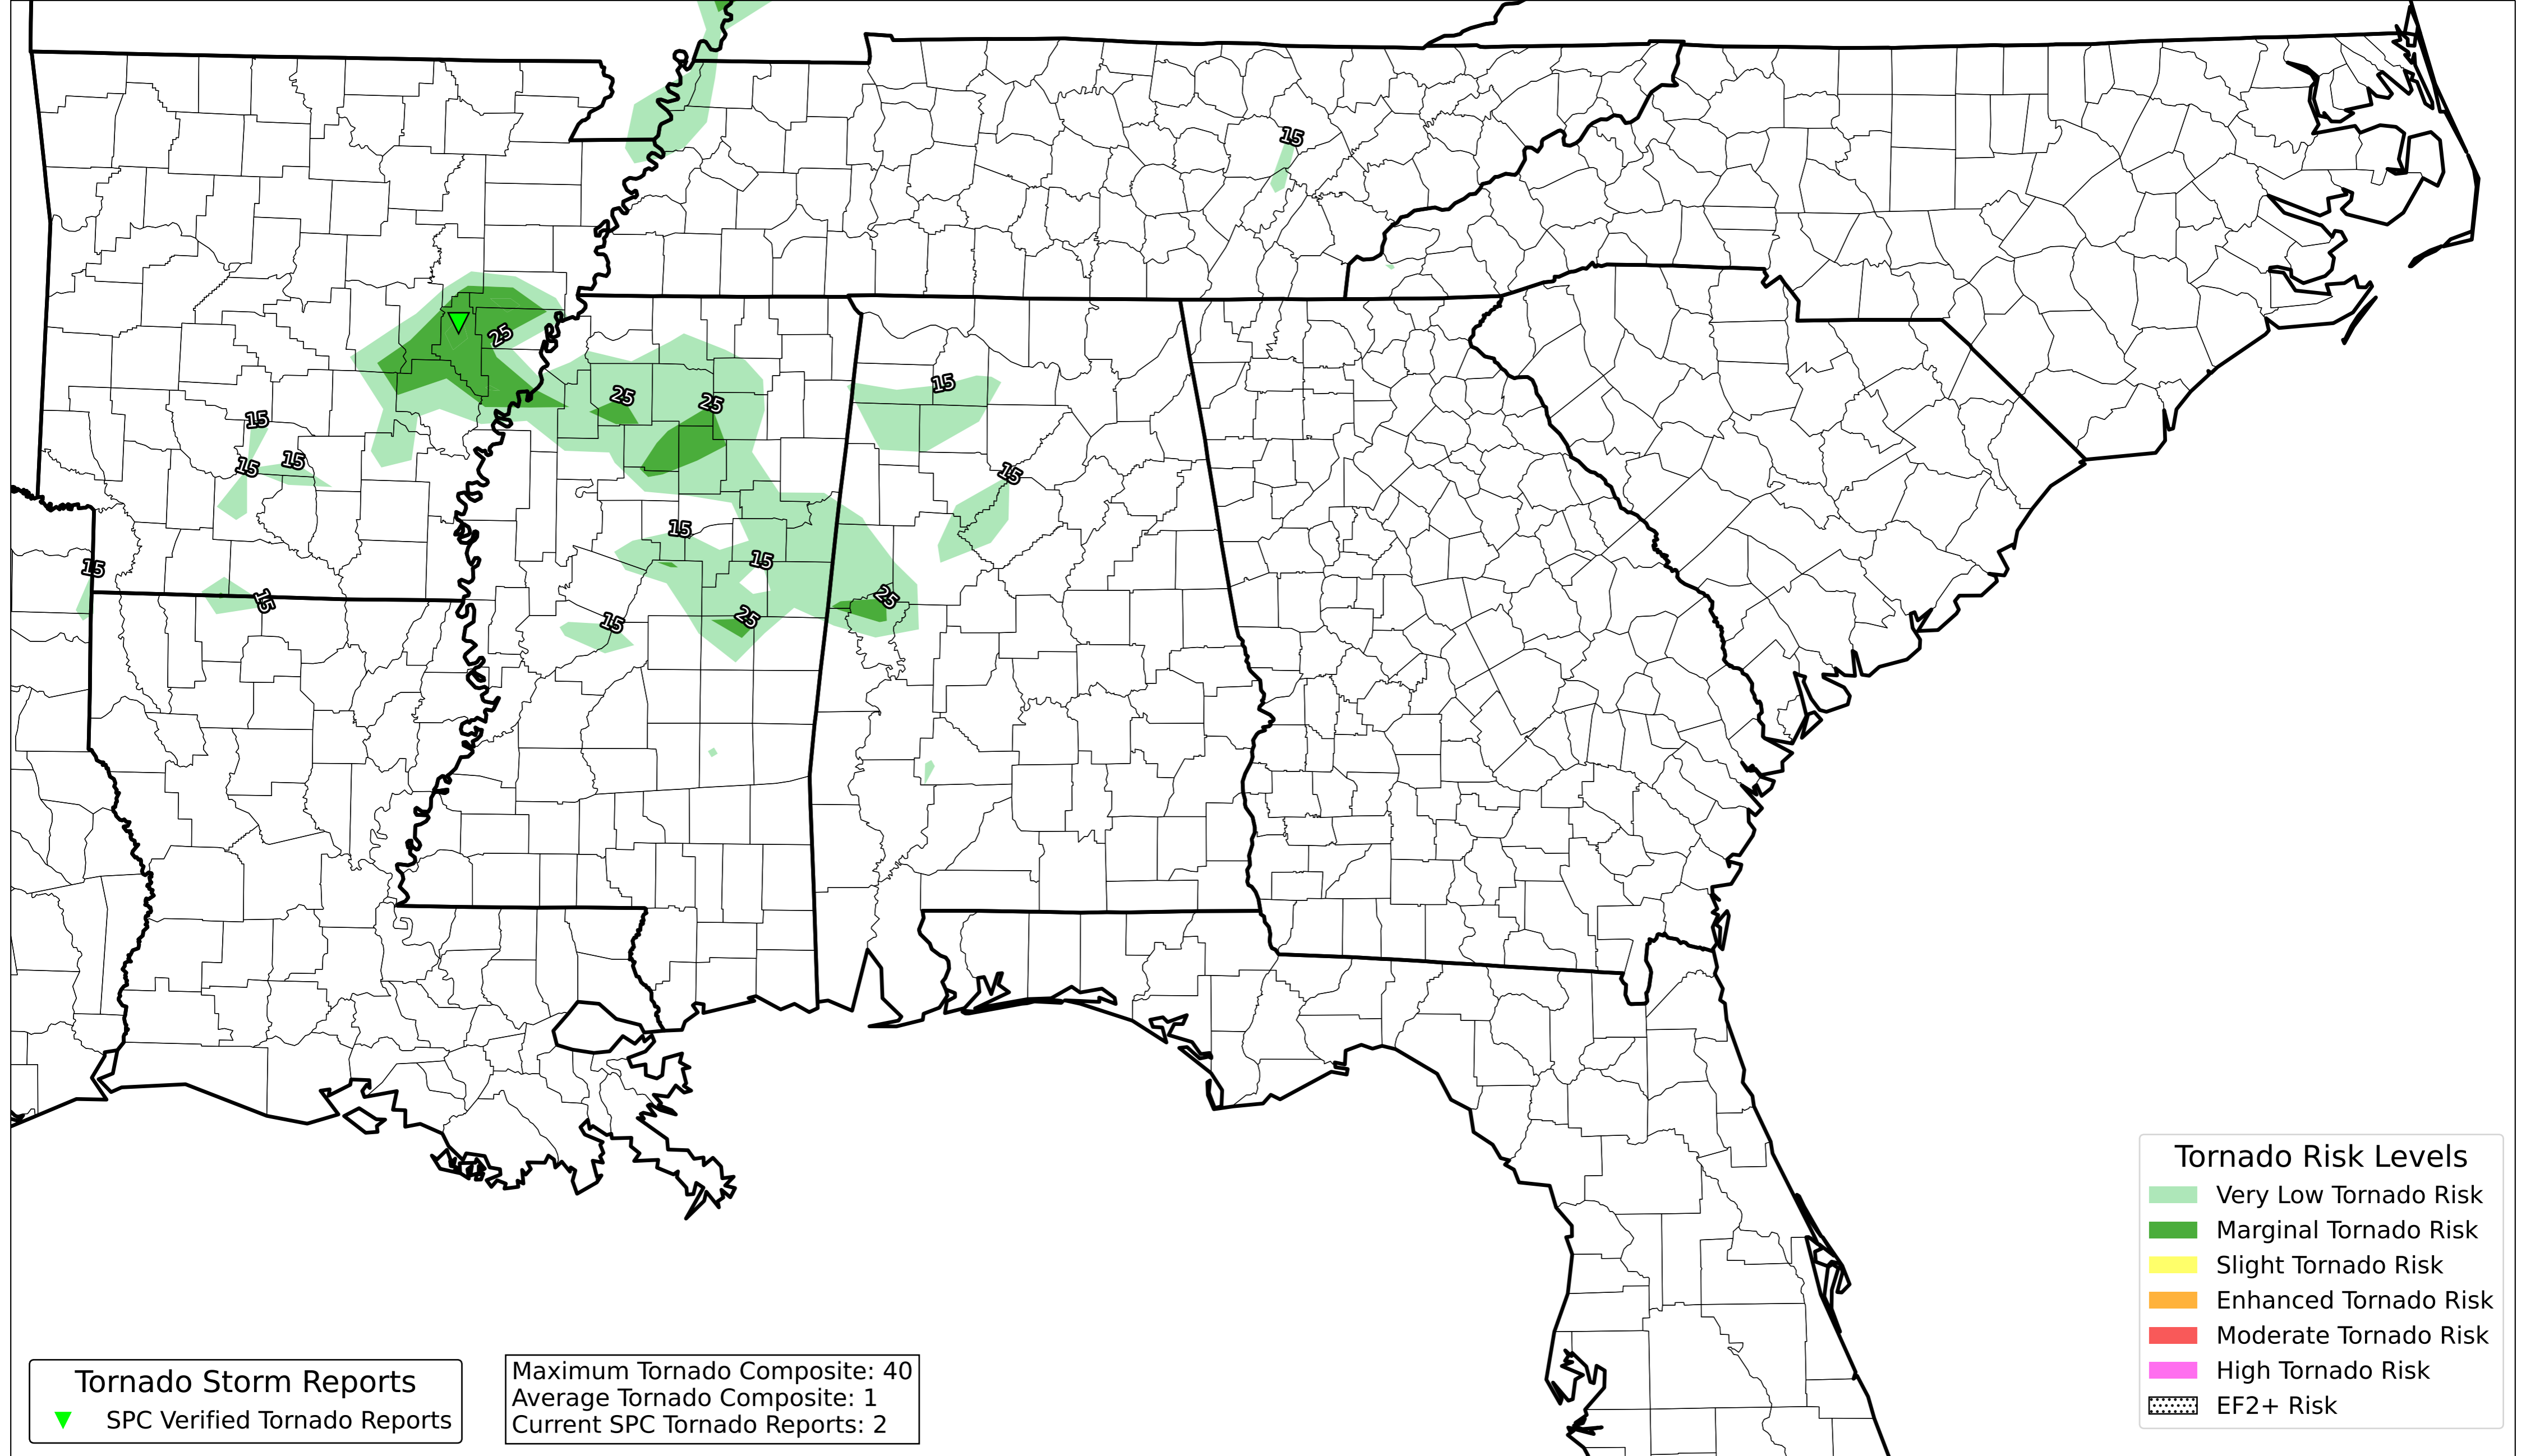 15
25
15
25
25
15
15
15
15
15
15
15
15
25
25
15
Tornado Risk Levels
Very Low Tornado Risk
Marginal Tornado Risk
Slight Tornado Risk
Enhanced Tornado Risk
Moderate Tornado Risk
High Tornado Risk
EF2+ Risk
Tornado Storm Reports
SPC Verified Tornado Reports
Maximum Tornado Composite: 40
Average Tornado Composite: 1
Current SPC Tornado Reports: 2